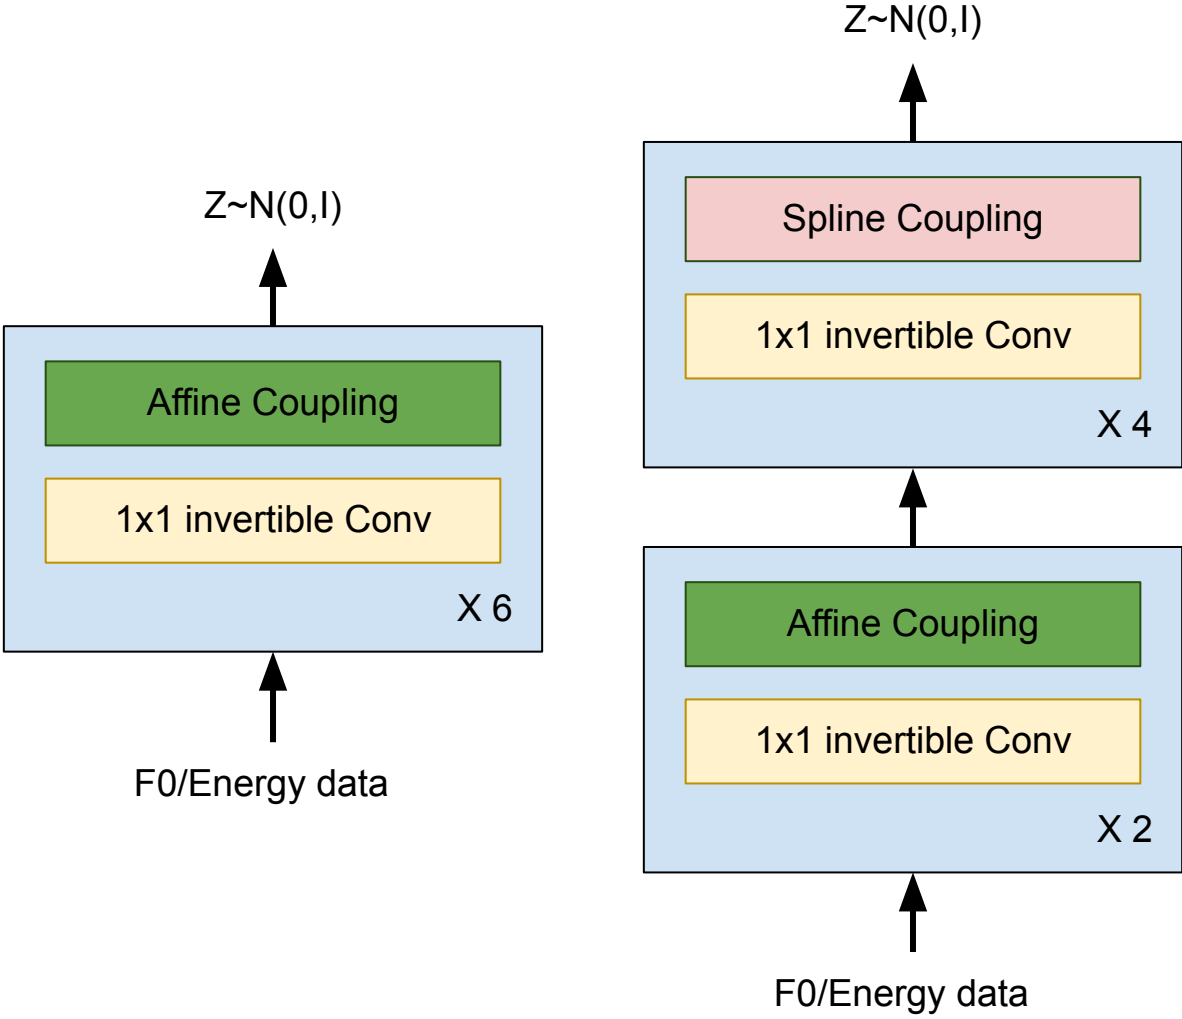 Z~N(0,I)
Affine Coupling
1x1 invertible Conv
X 6
F0/Energy data
Z~N(0,I)
Spline Coupling
1x1 invertible Conv
X 4
Affine Coupling
1x1 invertible Conv
X 2
F0/Energy data